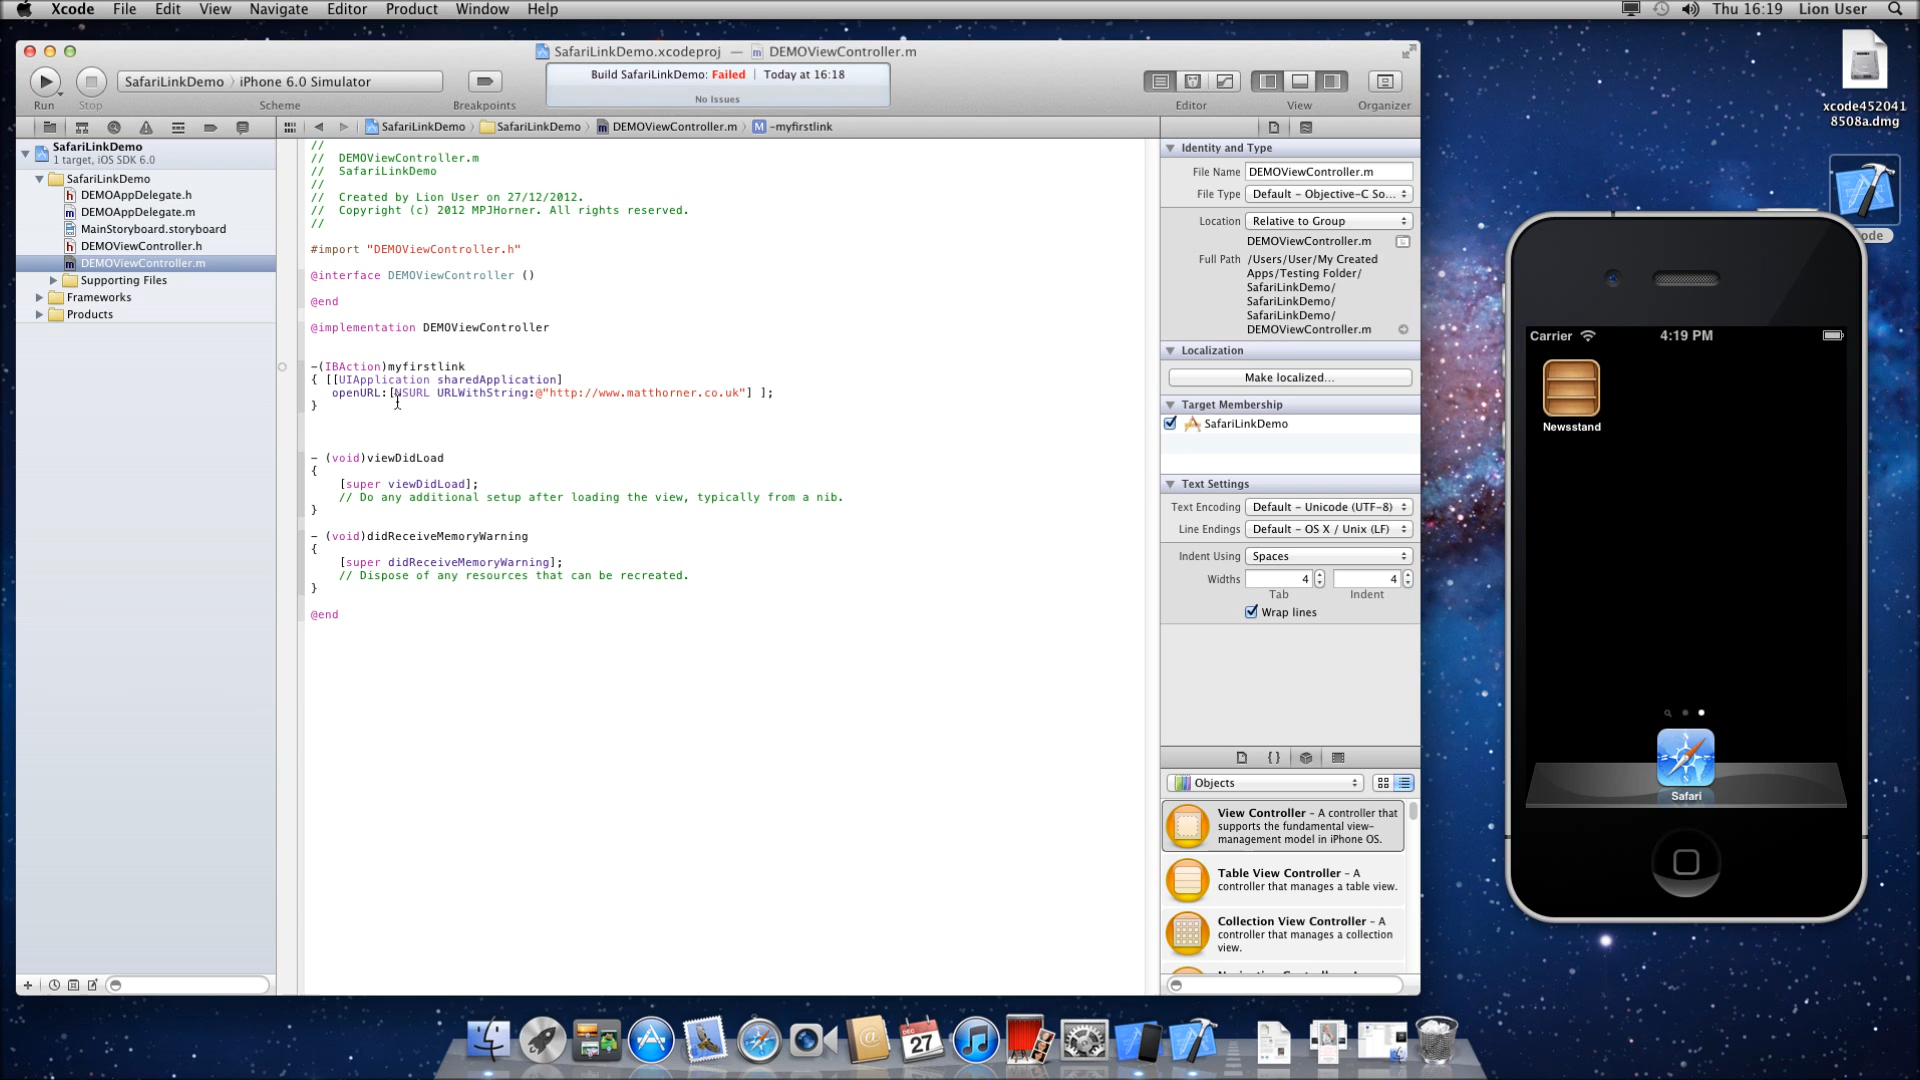 Xcode File Edit View Navigate Editor Product Window Help
Thu 16:19 Lion User
SafariLinkDemo.xcodeproj — DEMOViewController.m
SafariLinkDemo iPhone 6.0 Simulator
Build SafariLinkDemo: Failed Today at 16:18
No Issues
Run Stop Scheme Breakpoints Editor View Organizer
SafariLinkDemo SafariLinkDemo DEMOViewController.m M -myfirstlink
SafariLinkDemo
1 target, iOS SDK 6.0
SafariLinkDemo
h DEMOAppDelegate.h
m DEMOAppDelegate.m
MainStoryboard.storyboard
h DEMOViewController.h
m DEMOViewController.m
Supporting Files
Frameworks
Products
//
// DEMOViewController.m
// SafariLinkDemo
//
// Created by Lion User on 27/12/2012.
// Copyright (c) 2012 MPJHorner. All rights reserved.
//
#import "DEMOViewController.h"
@interface DEMOViewController ()
@end
@implementation DEMOViewController
-(IBAction)myfirstlink
{ [[UIApplication sharedApplication]
openURL:[NSURL URLWithString:@"http://www.matthorner.co.uk"] ];
}
- (void)viewDidLoad
{
[super viewDidLoad];
// Do any additional setup after loading the view, typically from a nib.
}
- (void)didReceiveMemoryWarning
{
[super didReceiveMemoryWarning];
// Dispose of any resources that can be recreated.
}
@end
Identity and Type
File Name DEMOViewController.m
File Type Default - Objective-C So...
Location Relative to Group
DEMOViewController.m
Full Path /Users/User/My Created
Apps/Testing Folder/
SafariLinkDemo/
SafariLinkDemo/
SafariLinkDemo/
DEMOViewController.m
Localization
Make localized...
Target Membership
SafariLinkDemo
Text Settings
Text Encoding Default - Unicode (UTF-8)
Line Endings Default - OS X / Unix (LF)
Indent Using Spaces
Widths 4 4
Tab Indent
Wrap lines
{ }
Objects
View Controller - A controller that
supports the fundamental view-
management model in iPhone OS.
Table View Controller - A
controller that manages a table view.
Collection View Controller - A
controller that manages a collection
view.
xcode452041
8508a.dmg
Carrier 4:19 PM
Newsstand
Safari
DEC
27